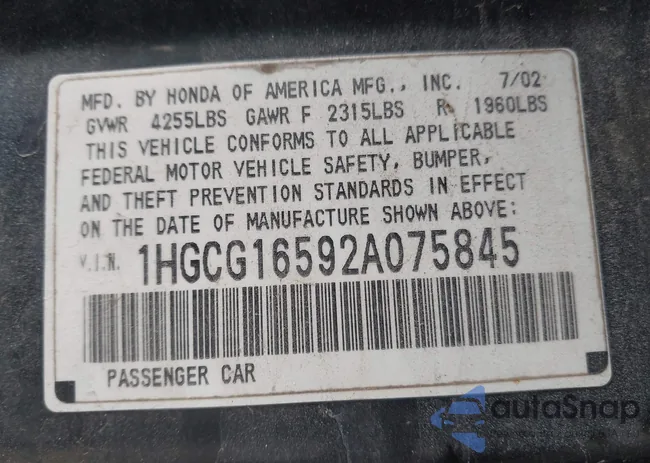 MFD. BY HONDA OF AMERICA MFG., INC. 7/02
GVWR 4255LBS GAWR F 2315LBS R. 1960LBS
THIS VEHICLE CONFORMS TO ALL APPLICABLE
FEDERAL MOTOR VEHICLE SAFETY, BUMPER,
AND THEFT PREVENTION STANDARDS IN EFFECT
ON THE DATE OF MANUFACTURE SHOWN ABOVE:
V.I.N. 1HGCG16592A075845
PASSENGER CAR
autoSnap